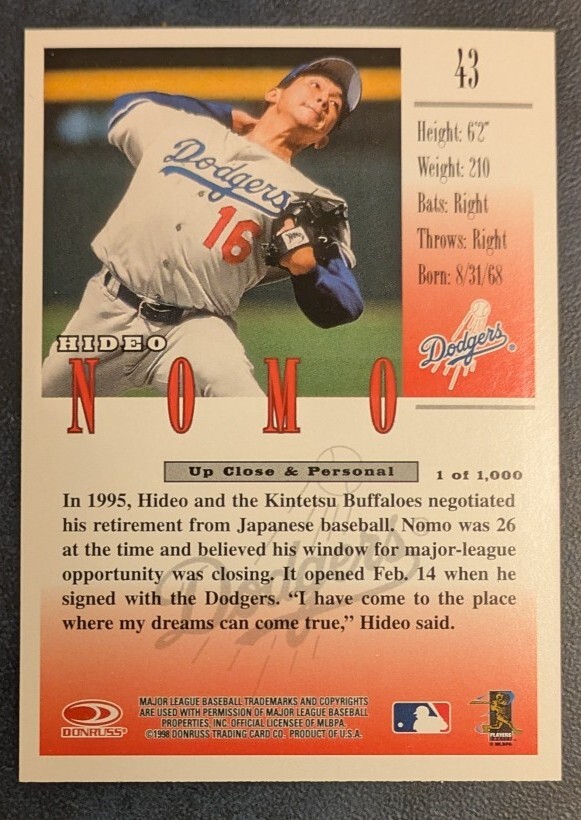 43
Height: 6'2"
Weight: 210
Bats: Right
Throws: Right
Born: 8/31/68
Dodgers
16
Dodgers
HIDEO
NOMO
Up Close & Personal
1 of 1,000
In 1995, Hideo and the Kintetsu Buffaloes negotiated
his retirement from Japanese baseball. Nomo was 26
at the time and believed his window for major-league
opportunity was closing. It opened Feb. 14 when he
signed with the Dodgers. “I have come to the place
where my dreams can come true,” Hideo said.
Dodgers
DONRUSS
MAJOR LEAGUE BASEBALL TRADEMARKS AND COPYRIGHTS
ARE USED WITH PERMISSION OF MAJOR LEAGUE BASEBALL
PROPERTIES, INC. OFFICIAL LICENSEE OF MLBPA.
©1998 DONRUSS TRADING CARD CO., PRODUCT OF U.S.A.
PLAYERS
© MLBPA